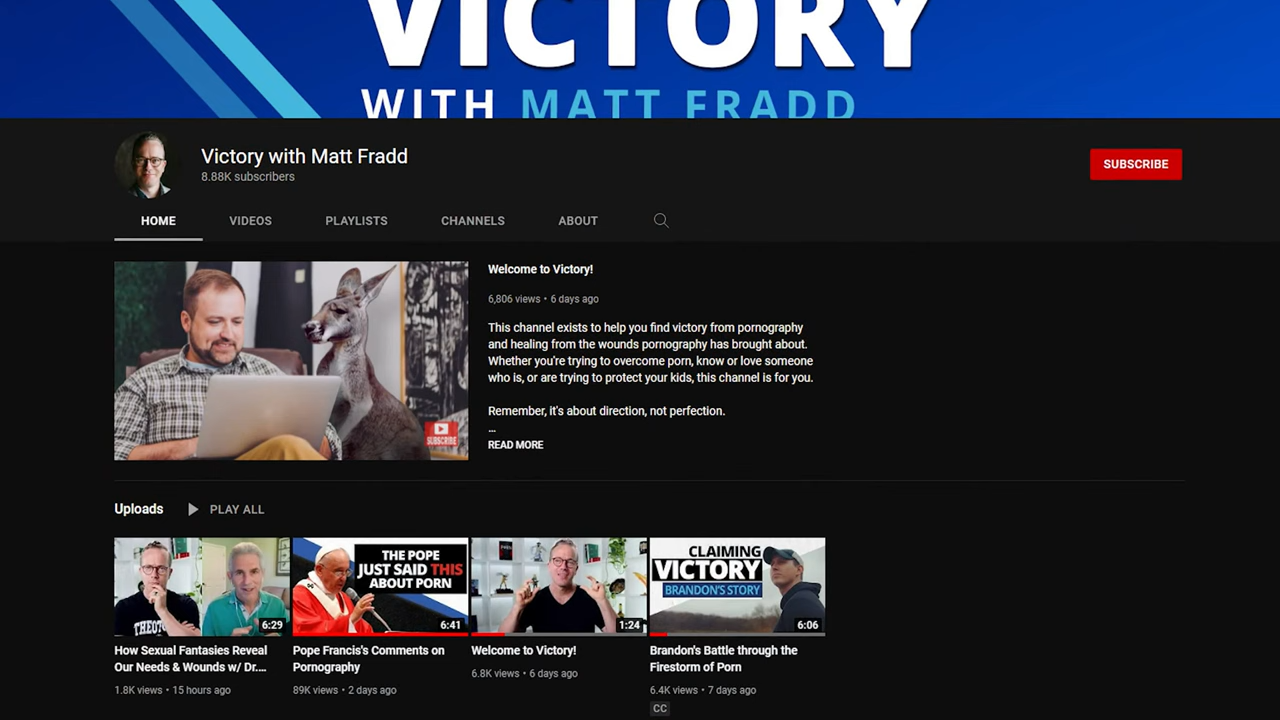 VICTORY
WITH MATT FRADD
Victory with Matt Fradd
8.88K subscribers
SUBSCRIBE
HOME
VIDEOS
PLAYLISTS
CHANNELS
ABOUT
SUBSCRIBE
Welcome to Victory!
6,806 views • 6 days ago
This channel exists to help you find victory from pornography
and healing from the wounds pornography has brought about.
Whether you're trying to overcome porn, know or love someone
who is, or are trying to protect your kids, this channel is for you.
Remember, it's about direction, not perfection.
...
READ MORE
Uploads
PLAY ALL
THEOT
6:29
How Sexual Fantasies Reveal
Our Needs & Wounds w/ Dr....
1.8K views • 15 hours ago
THE POPE
JUST SAID THIS
ABOUT PORN
6:41
Pope Francis's Comments on
Pornography
89K views • 2 days ago
1:24
Welcome to Victory!
6.8K views • 6 days ago
CLAIMING
VICTORY
BRANDON'S STORY
6:06
Brandon's Battle through the
Firestorm of Porn
6.4K views • 7 days ago
CC